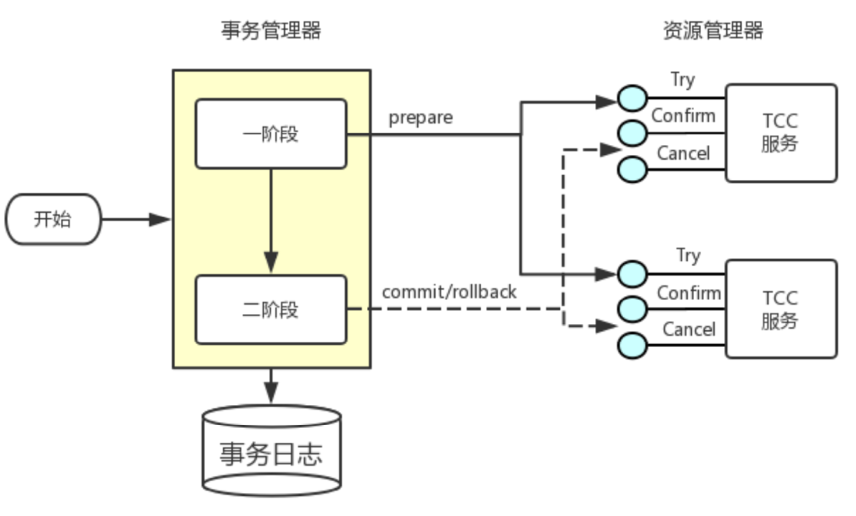 事务管理器
资源管理器
一阶段
prepare
Try
Confirm
Cancel
TCC
服务
开始
二阶段
commit/rollback
Try
Confirm
Cancel
TCC
服务
事务日志